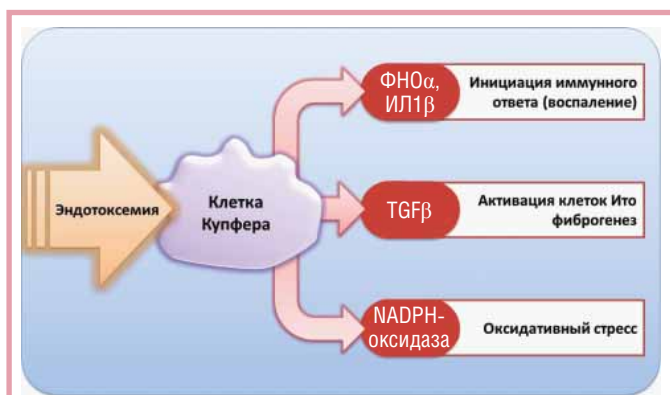 Эндотоксемия
Клетка
Купфера
ФНОα,
ИЛ1β
Инициация иммунного
ответа (воспаление)
TGFβ
Активация клеток Ито
фиброгенез
NADPH-
оксидаза
Оксидативный стресс